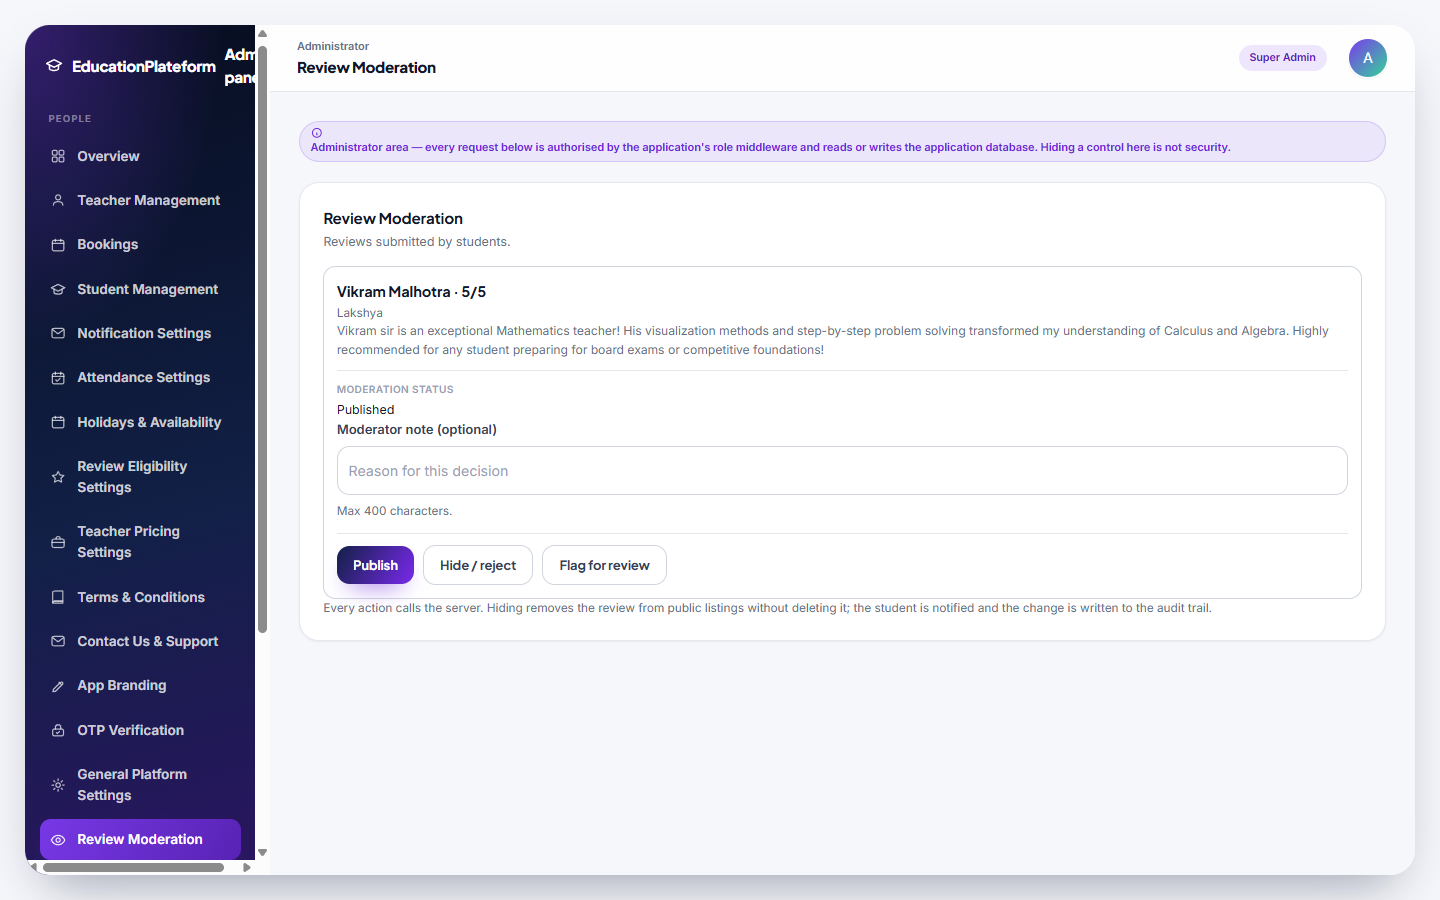 EducationPlateform
PEOPLE
Overview
Teacher Management
Bookings
Student Management
Notification Settings
Attendance Settings
Holidays & Availability
Review Eligibility
Settings
Teacher Pricing
Settings
Terms & Conditions
Contact Us & Support
App Branding
OTP Verification
General Platform
Settings
Review Moderation
Administrator
Review Moderation
Super Admin
A
Administrator area — every request below is authorised by the application's role middleware and reads or writes the application database. Hiding a control here is not security.
Review Moderation
Reviews submitted by students.
Vikram Malhotra · 5/5
Lakshya
Vikram sir is an exceptional Mathematics teacher! His visualization methods and step-by-step problem solving transformed my understanding of Calculus and Algebra. Highly
recommended for any student preparing for board exams or competitive foundations!
MODERATION STATUS
Published
Moderator note (optional)
Reason for this decision
Max 400 characters.
Publish
Hide / reject
Flag for review
Every action calls the server. Hiding removes the review from public listings without deleting it; the student is notified and the change is written to the audit trail.